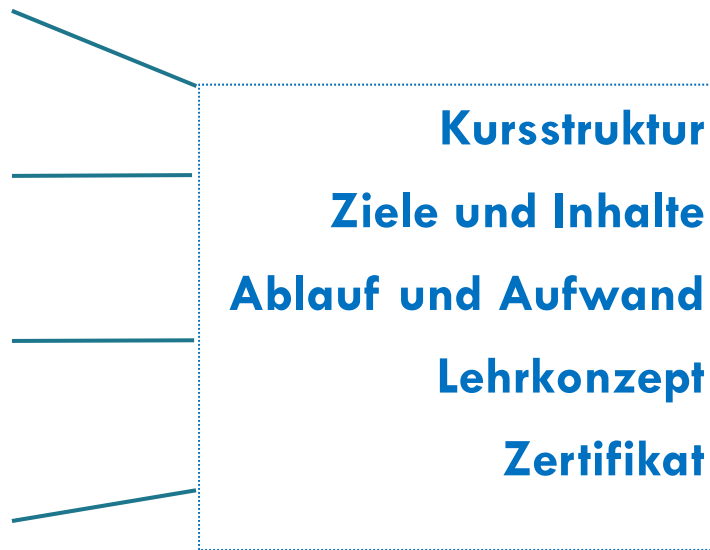 Kursstruktur
Ziele und Inhalte
Ablauf und Aufwand
Lehrkonzept
Zertifikat